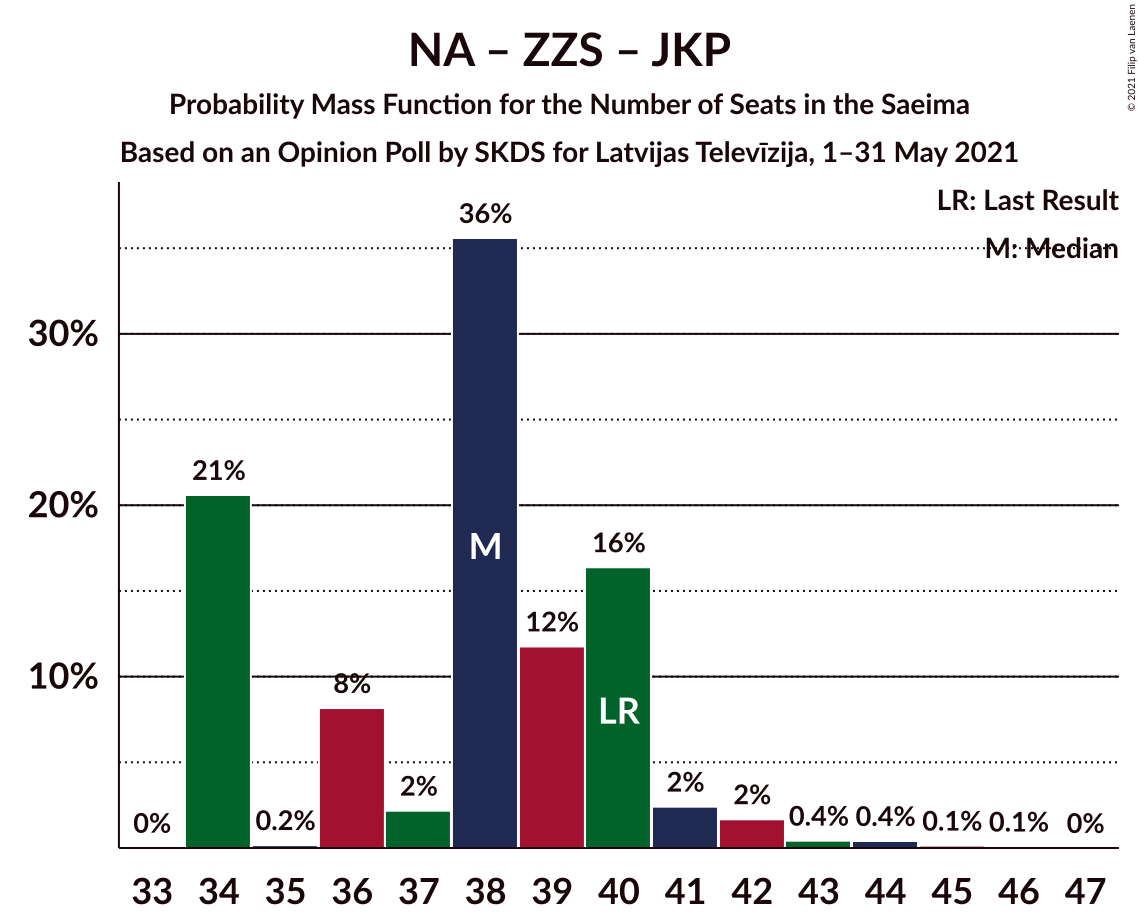 NA – ZZS – JKP
Probability Mass Function for the Number of Seats in the Saeima
Based on an Opinion Poll by SKDS for Latvijas Televīzija, 1–31 May 2021
© 2021 Filip van Laenen
LR: Last Result
M: Median
30%
20%
10%
0%
21%
0.2%
8%
2%
36%
12%
16%
2%
2%
0.4%
0.4%
0.1%
0.1%
0%
M
LR
33 34 35 36 37 38 39 40 41 42 43 44 45 46 47